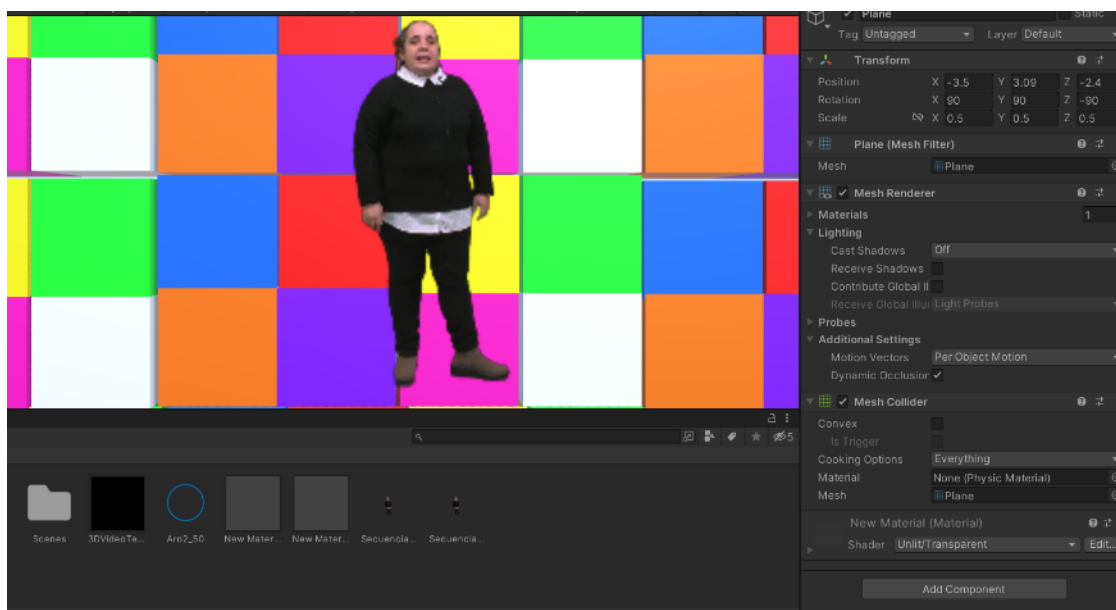 Plane Static
Tag Untagged Layer Default
Transform
Position X -3.5 Y 3.09 Z -2.4
Rotation X 90 Y 90 Z -90
Scale X 0.5 Y 0.5 Z 0.5
Plane (Mesh Filter)
Mesh Plane
Mesh Renderer
Materials 1
Lighting
Cast Shadows Off
Receive Shadows
Contribute Global Il
Receive Global Illur Light Probes
Probes
Additional Settings
Motion Vectors Per Object Motion
Dynamic Occlusion
Mesh Collider
Convex
Is Trigger
Cooking Options Everything
Material None (Physic Material)
Mesh Plane
New Material (Material)
Shader Unlit/Transparent Edit...
Add Component
5
Scenes 3DVideoTe... Aro2_50 New Mater... New Mater... Secuencia... Secuencia...